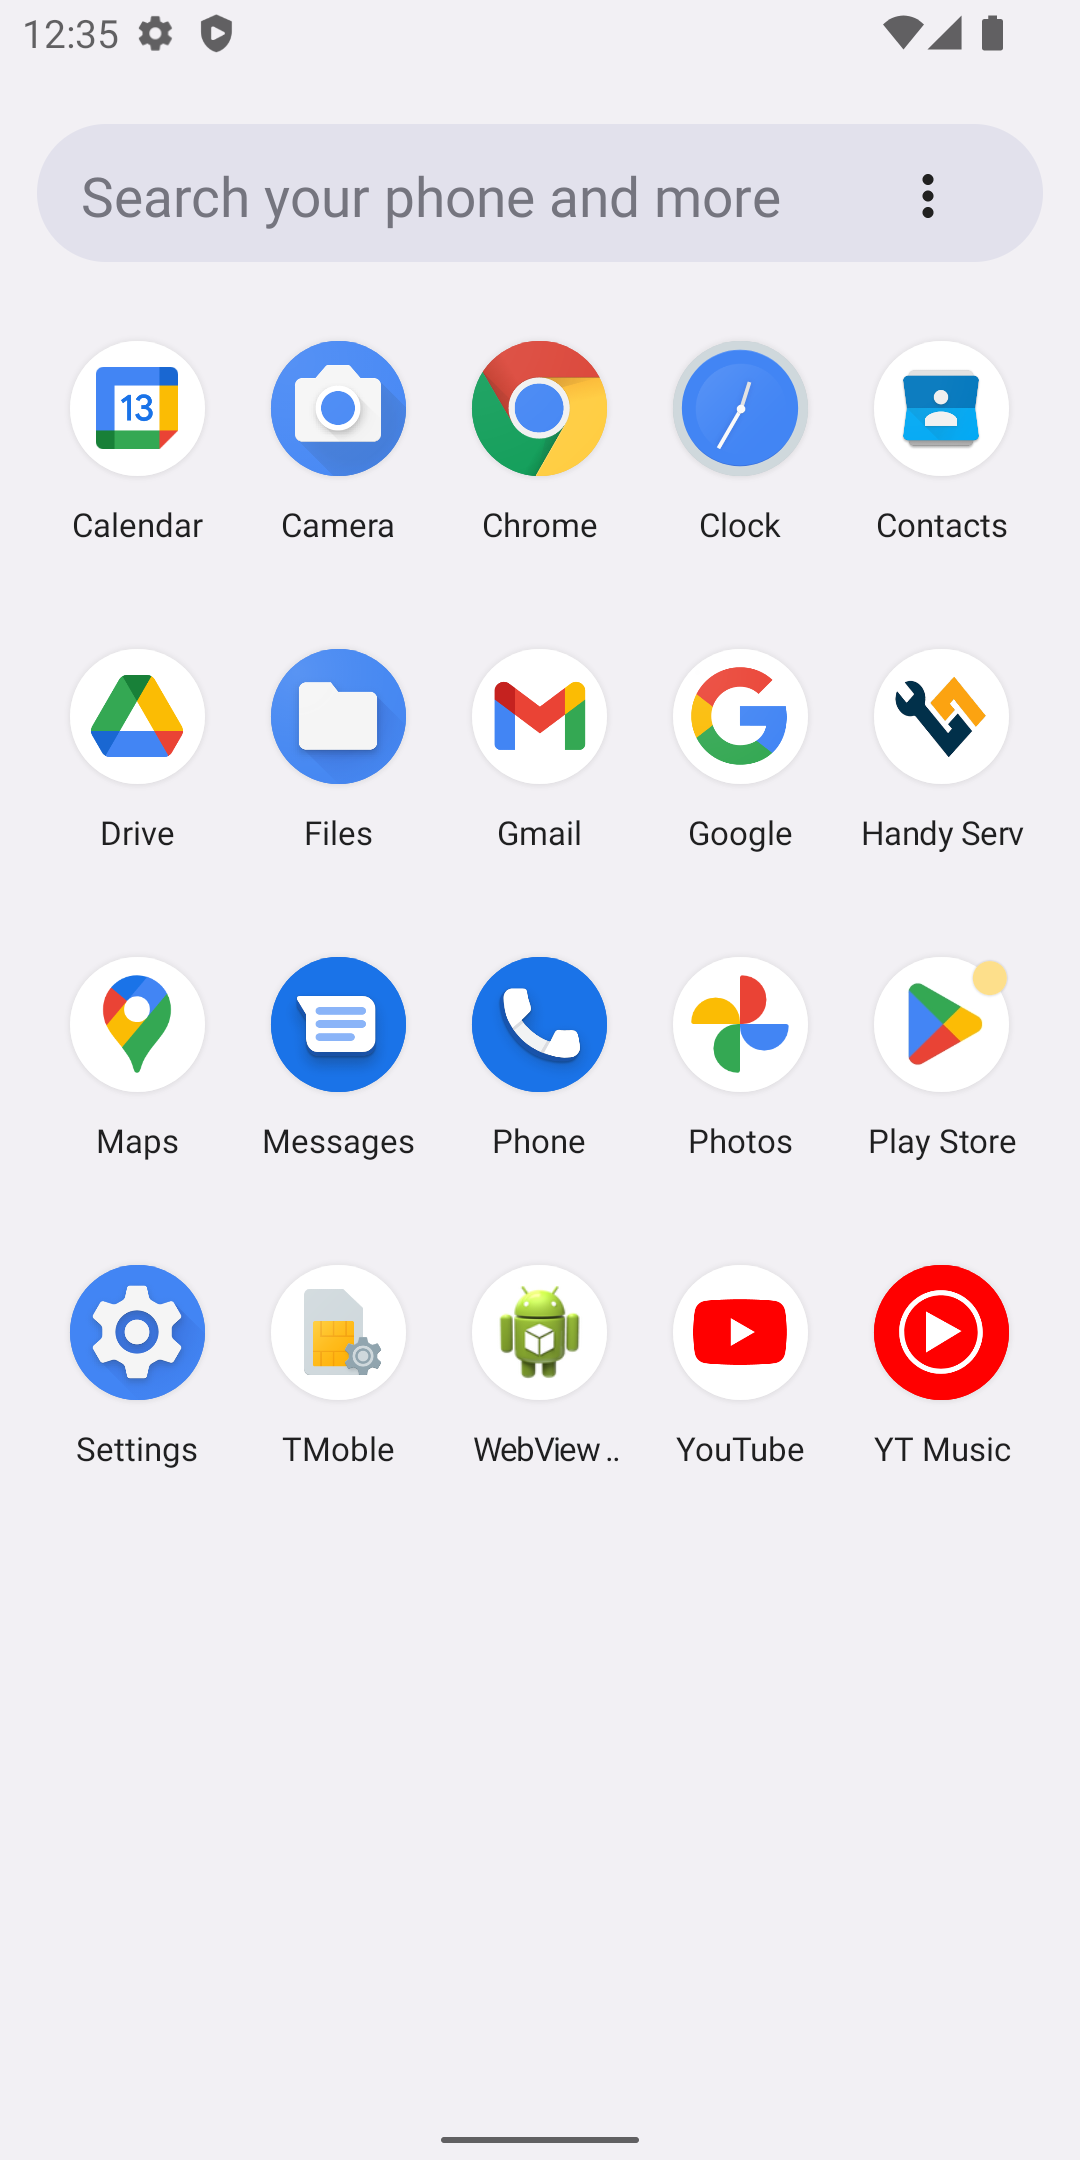 12:35
Search your phone and more
13
Calendar
Camera
Chrome
Clock
Contacts
Drive
Files
Gmail
Google
Handy Serv
Maps
Messages
Phone
Photos
Play Store
Settings
TMoble
WebView..
YouTube
YT Music